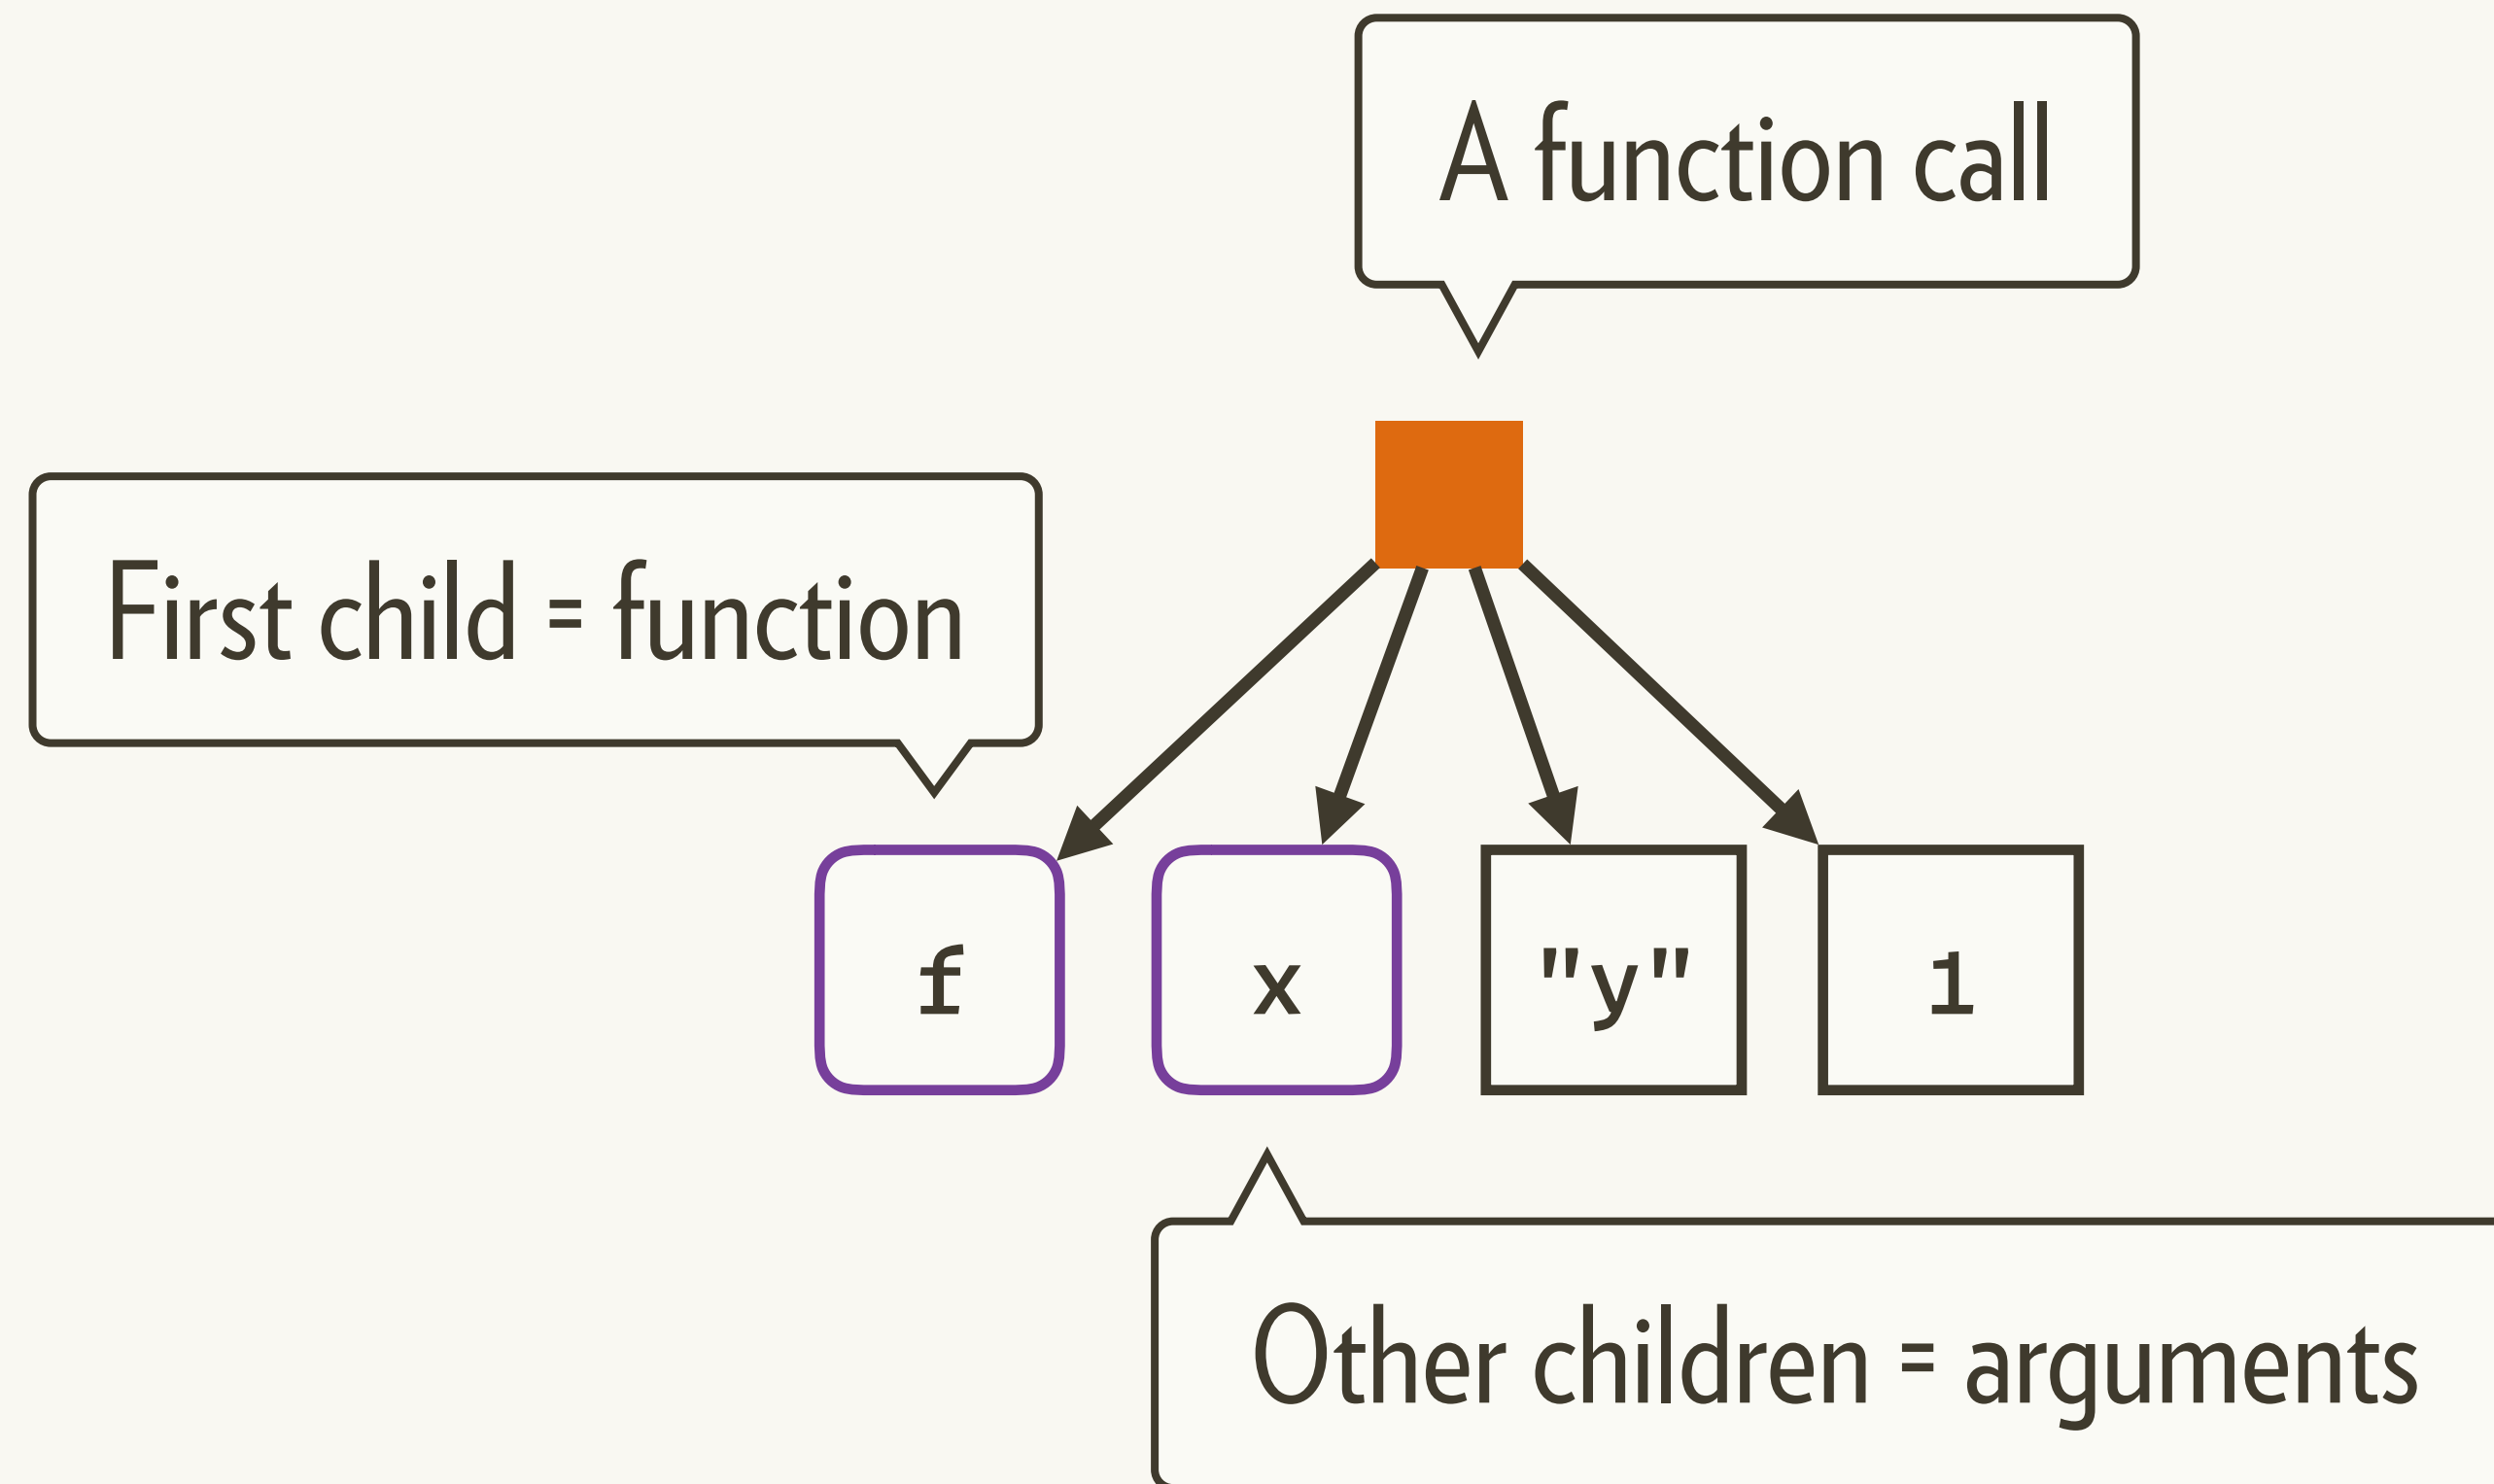 A function call
First child = function
f
x
"y"
1
Other children = arguments